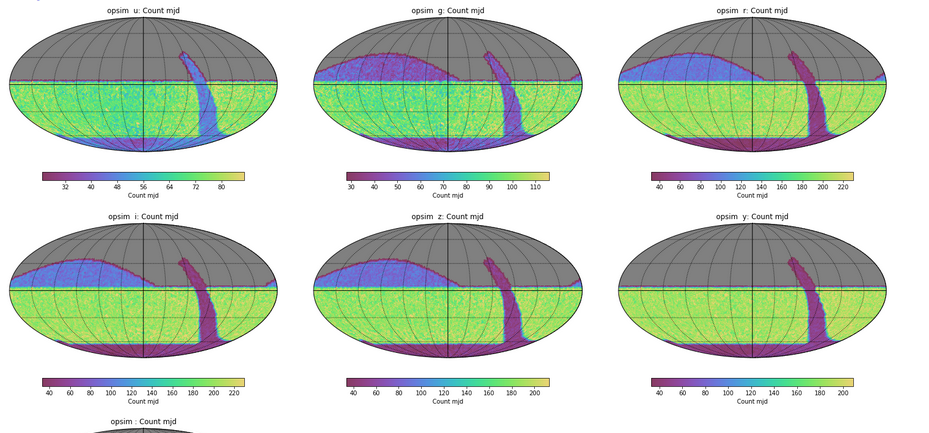 opsim u: Count mjd
opsim g: Count mjd
opsim r: Count mjd
32 40 48 56 64 72 80
30 40 50 60 70 80 90 100 110
40 60 80 100 120 140 160 180 200 220
Count mjd
Count mjd
Count mjd
opsim i: Count mjd
opsim z: Count mjd
opsim y: Count mjd
40 60 80 100 120 140 160 180 200 220
40 60 80 100 120 140 160 180 200
40 60 80 100 120 140 160 180 200 220
Count mjd
Count mjd
Count mjd
opsim : Count mjd